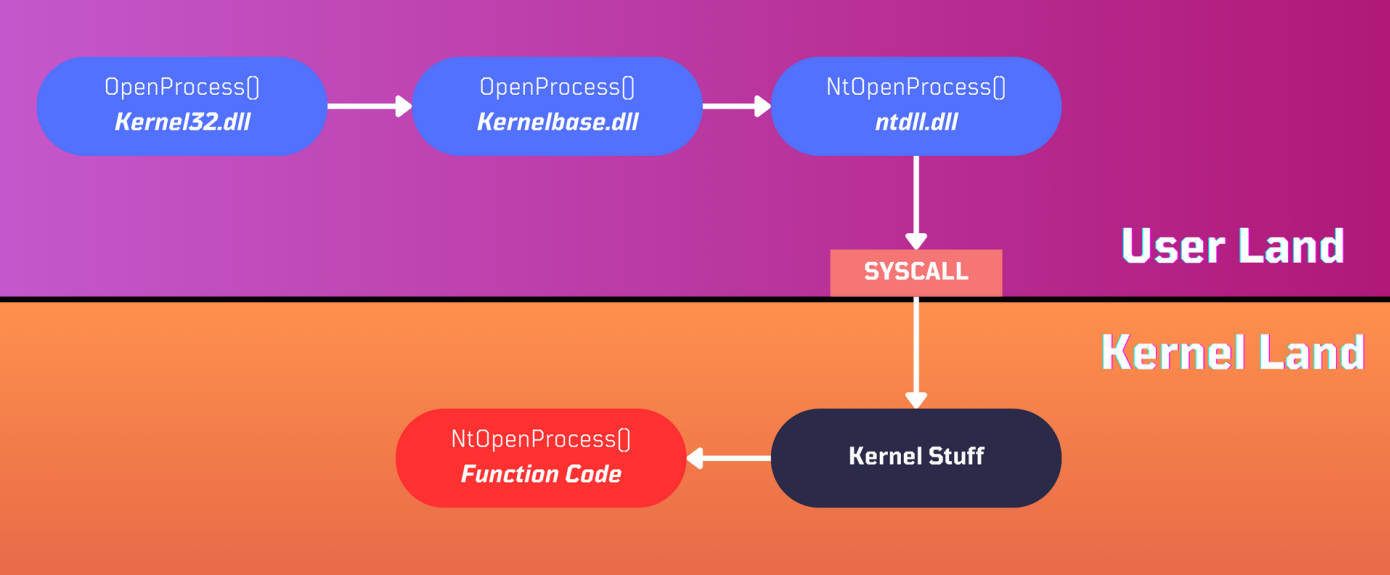 OpenProcess()
Kernel32.dll
OpenProcess()
Kernelbase.dll
NtOpenProcess()
ntdll.dll
User Land
SYSCALL
Kernel Land
NtOpenProcess()
Function Code
Kernel Stuff